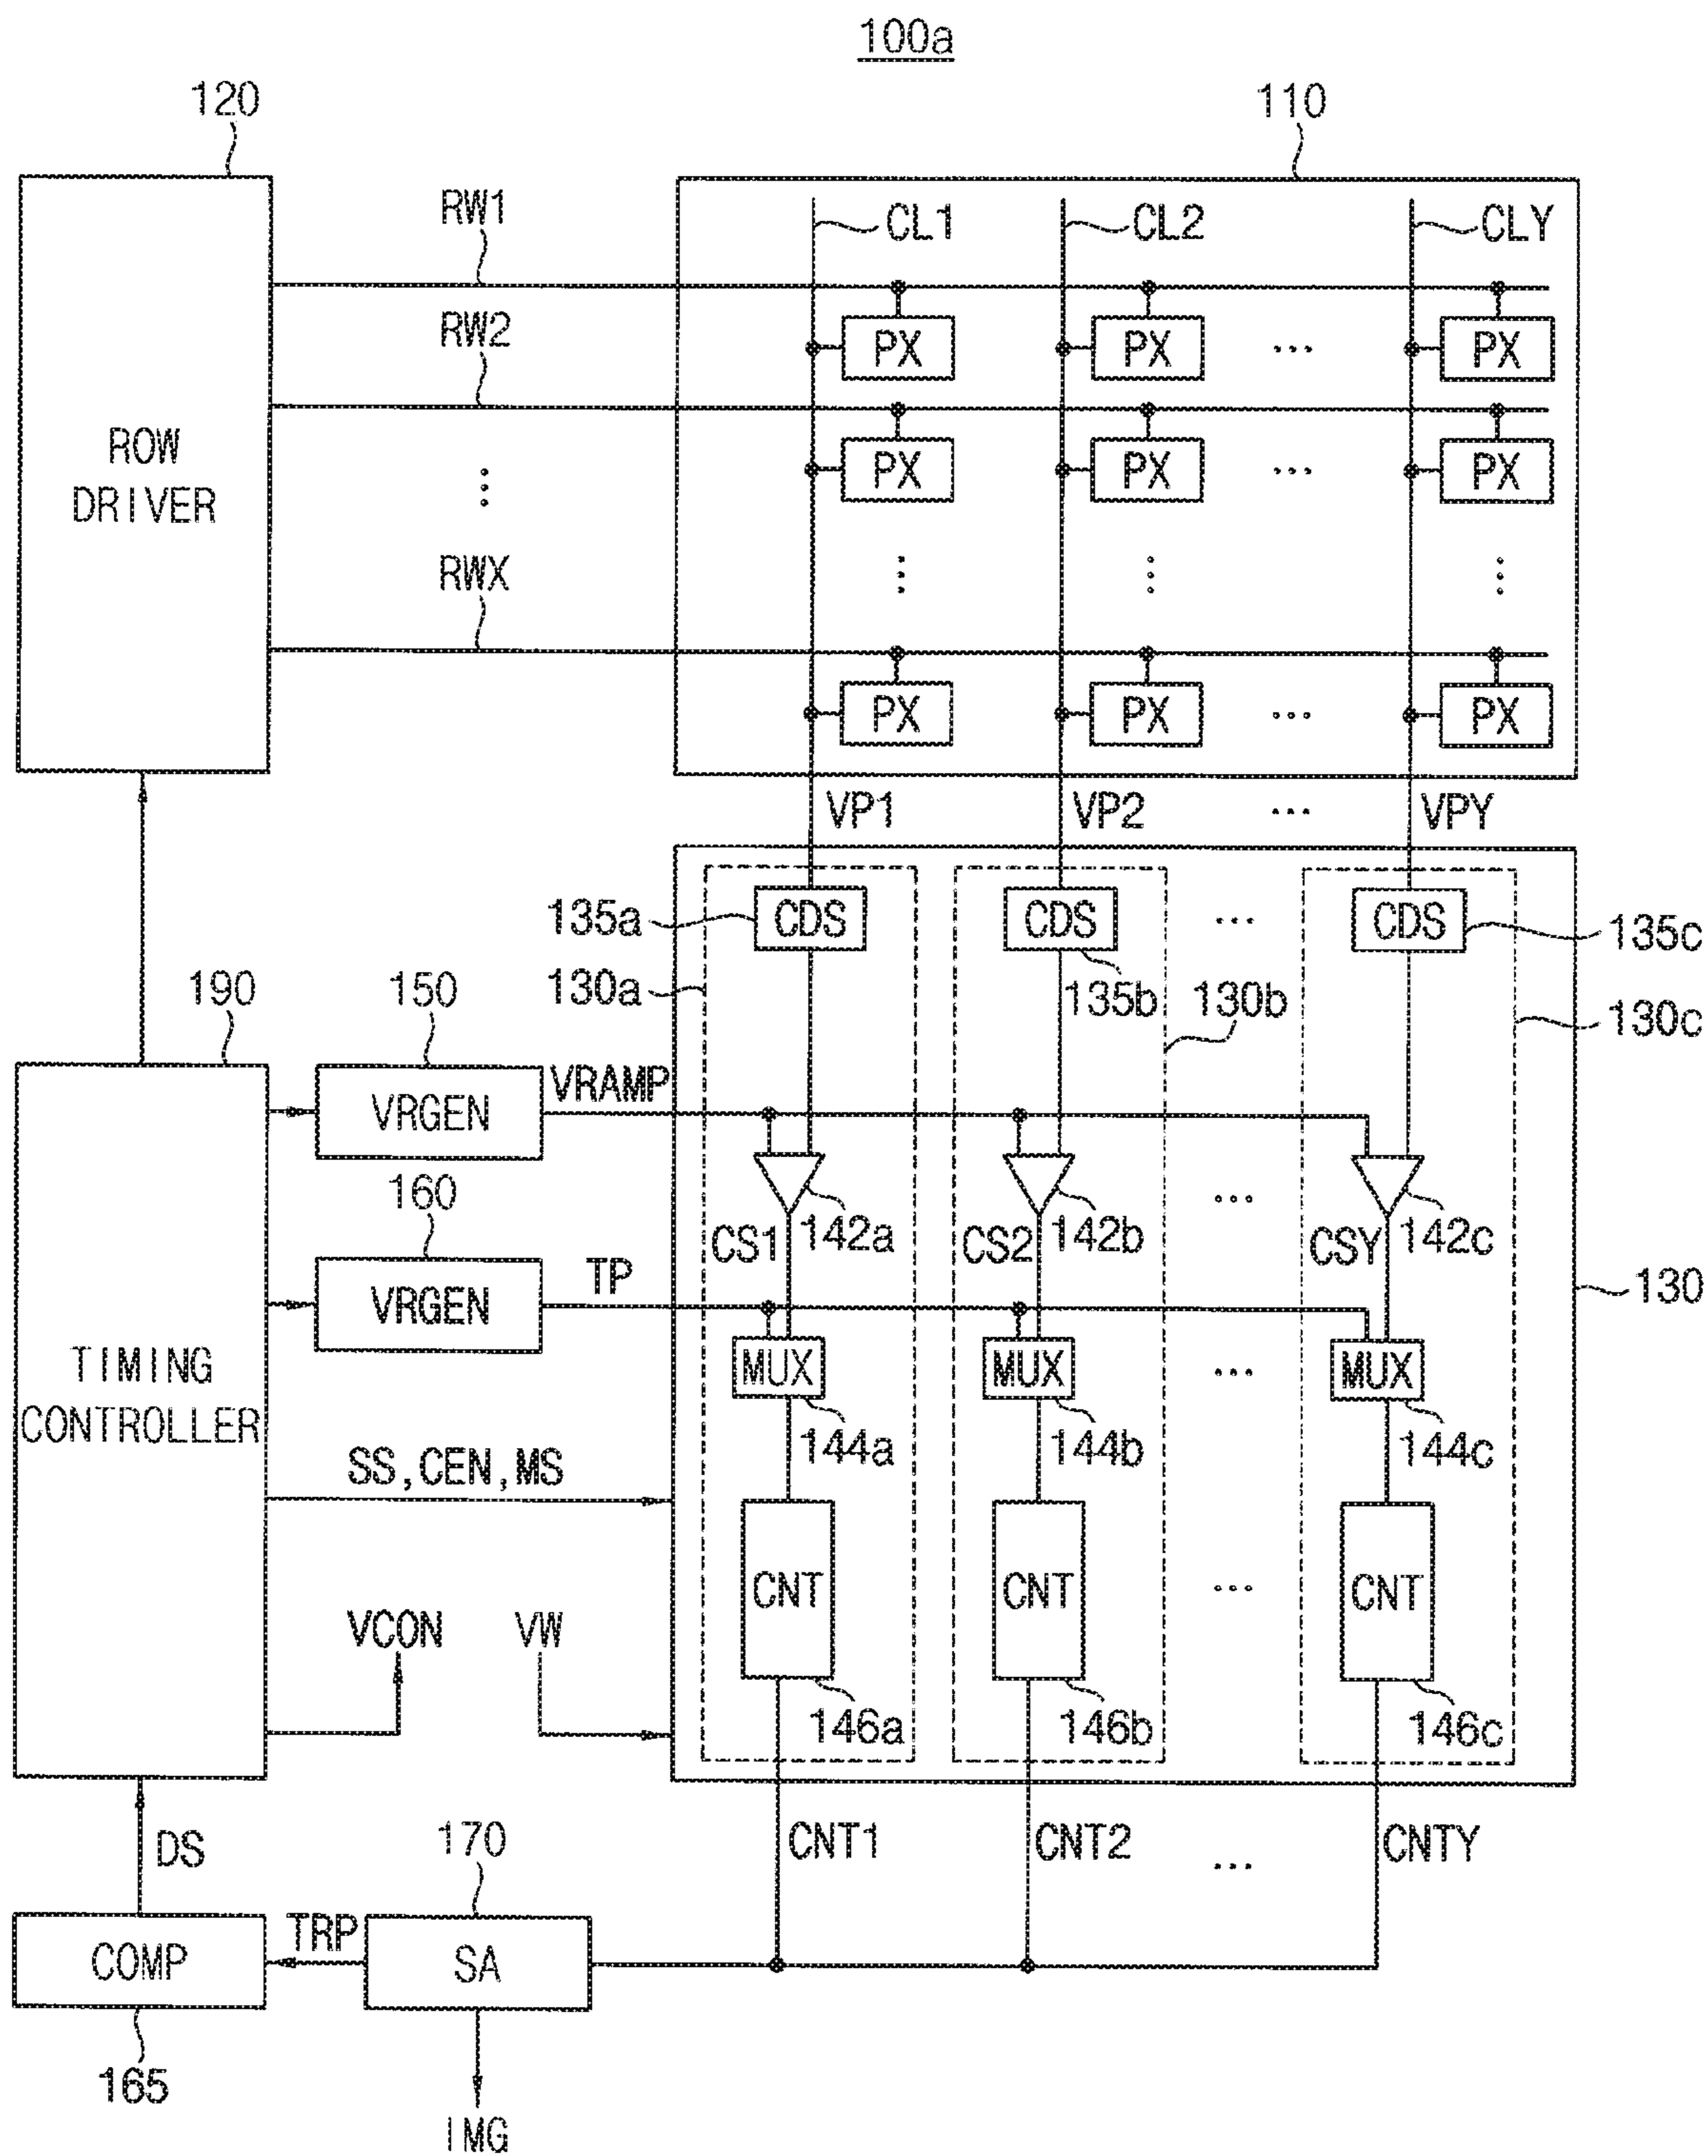 100a
120
110
RW1
CL1
CL2
CLY
RW2
PX
PX
...
PX
ROW
DRIVER
PX
PX
...
PX
RWX
PX
PX
...
PX
VP1
VP2
...
VPY
135a
CDS
CDS
...
CDS
135c
130a
135b
130b
130c
190
150
VRAMP
VRGEN
160
CS1
142a
CS2
142b
...
CSY
142c
TP
130
VRGEN
TIMING
CONTROLLER
MUX
MUX
...
MUX
144a
144b
144c
SS,CEN,MS
CNT
CNT
...
CNT
VCON
VW
146a
146b
146c
DS
170
CNT1
CNT2
...
CNTY
COMP
TRP
SA
165
IMG